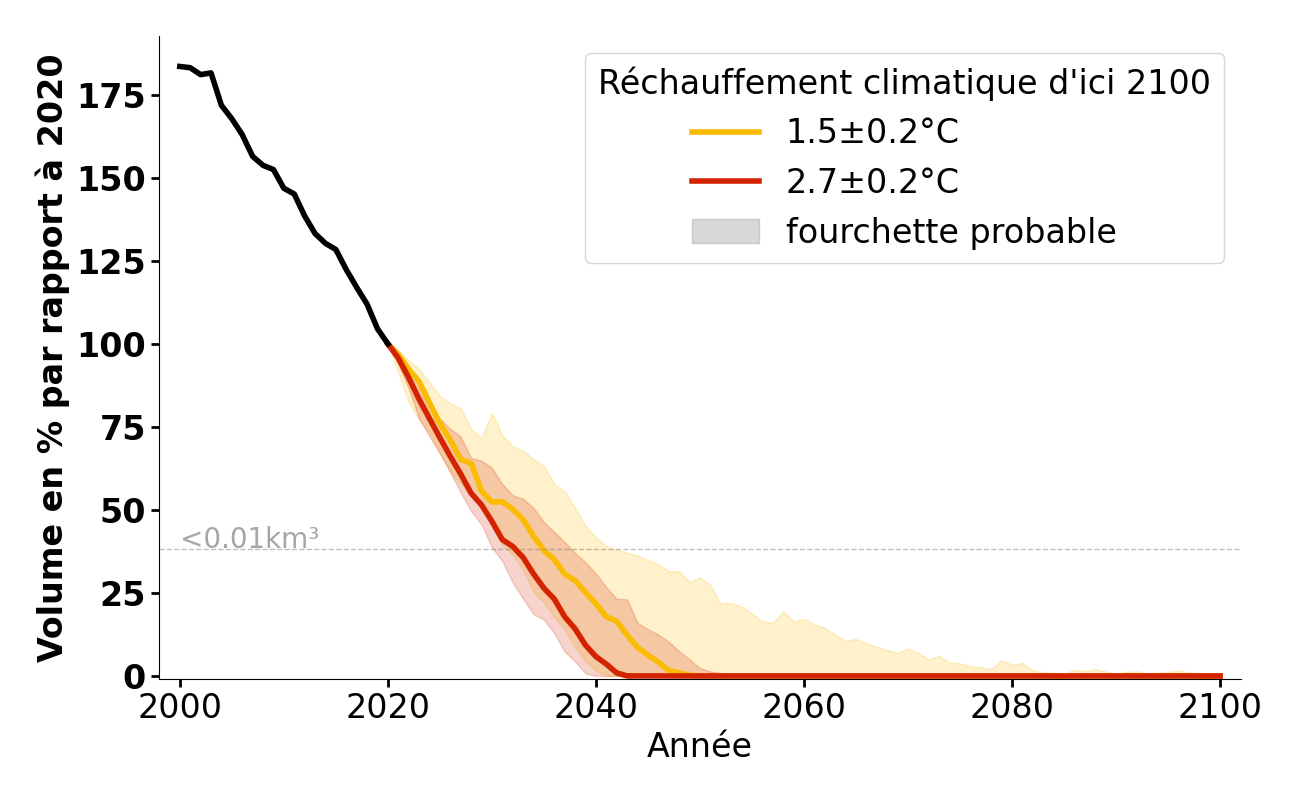 Volume en % par rapport à 2020
175
150
125
100
75
50
25
0
Réchauffement climatique d'ici 2100
1.5±0.2°C
2.7±0.2°C
fourchette probable
<0.01km³
2000 2020 2040 2060 2080 2100
Année